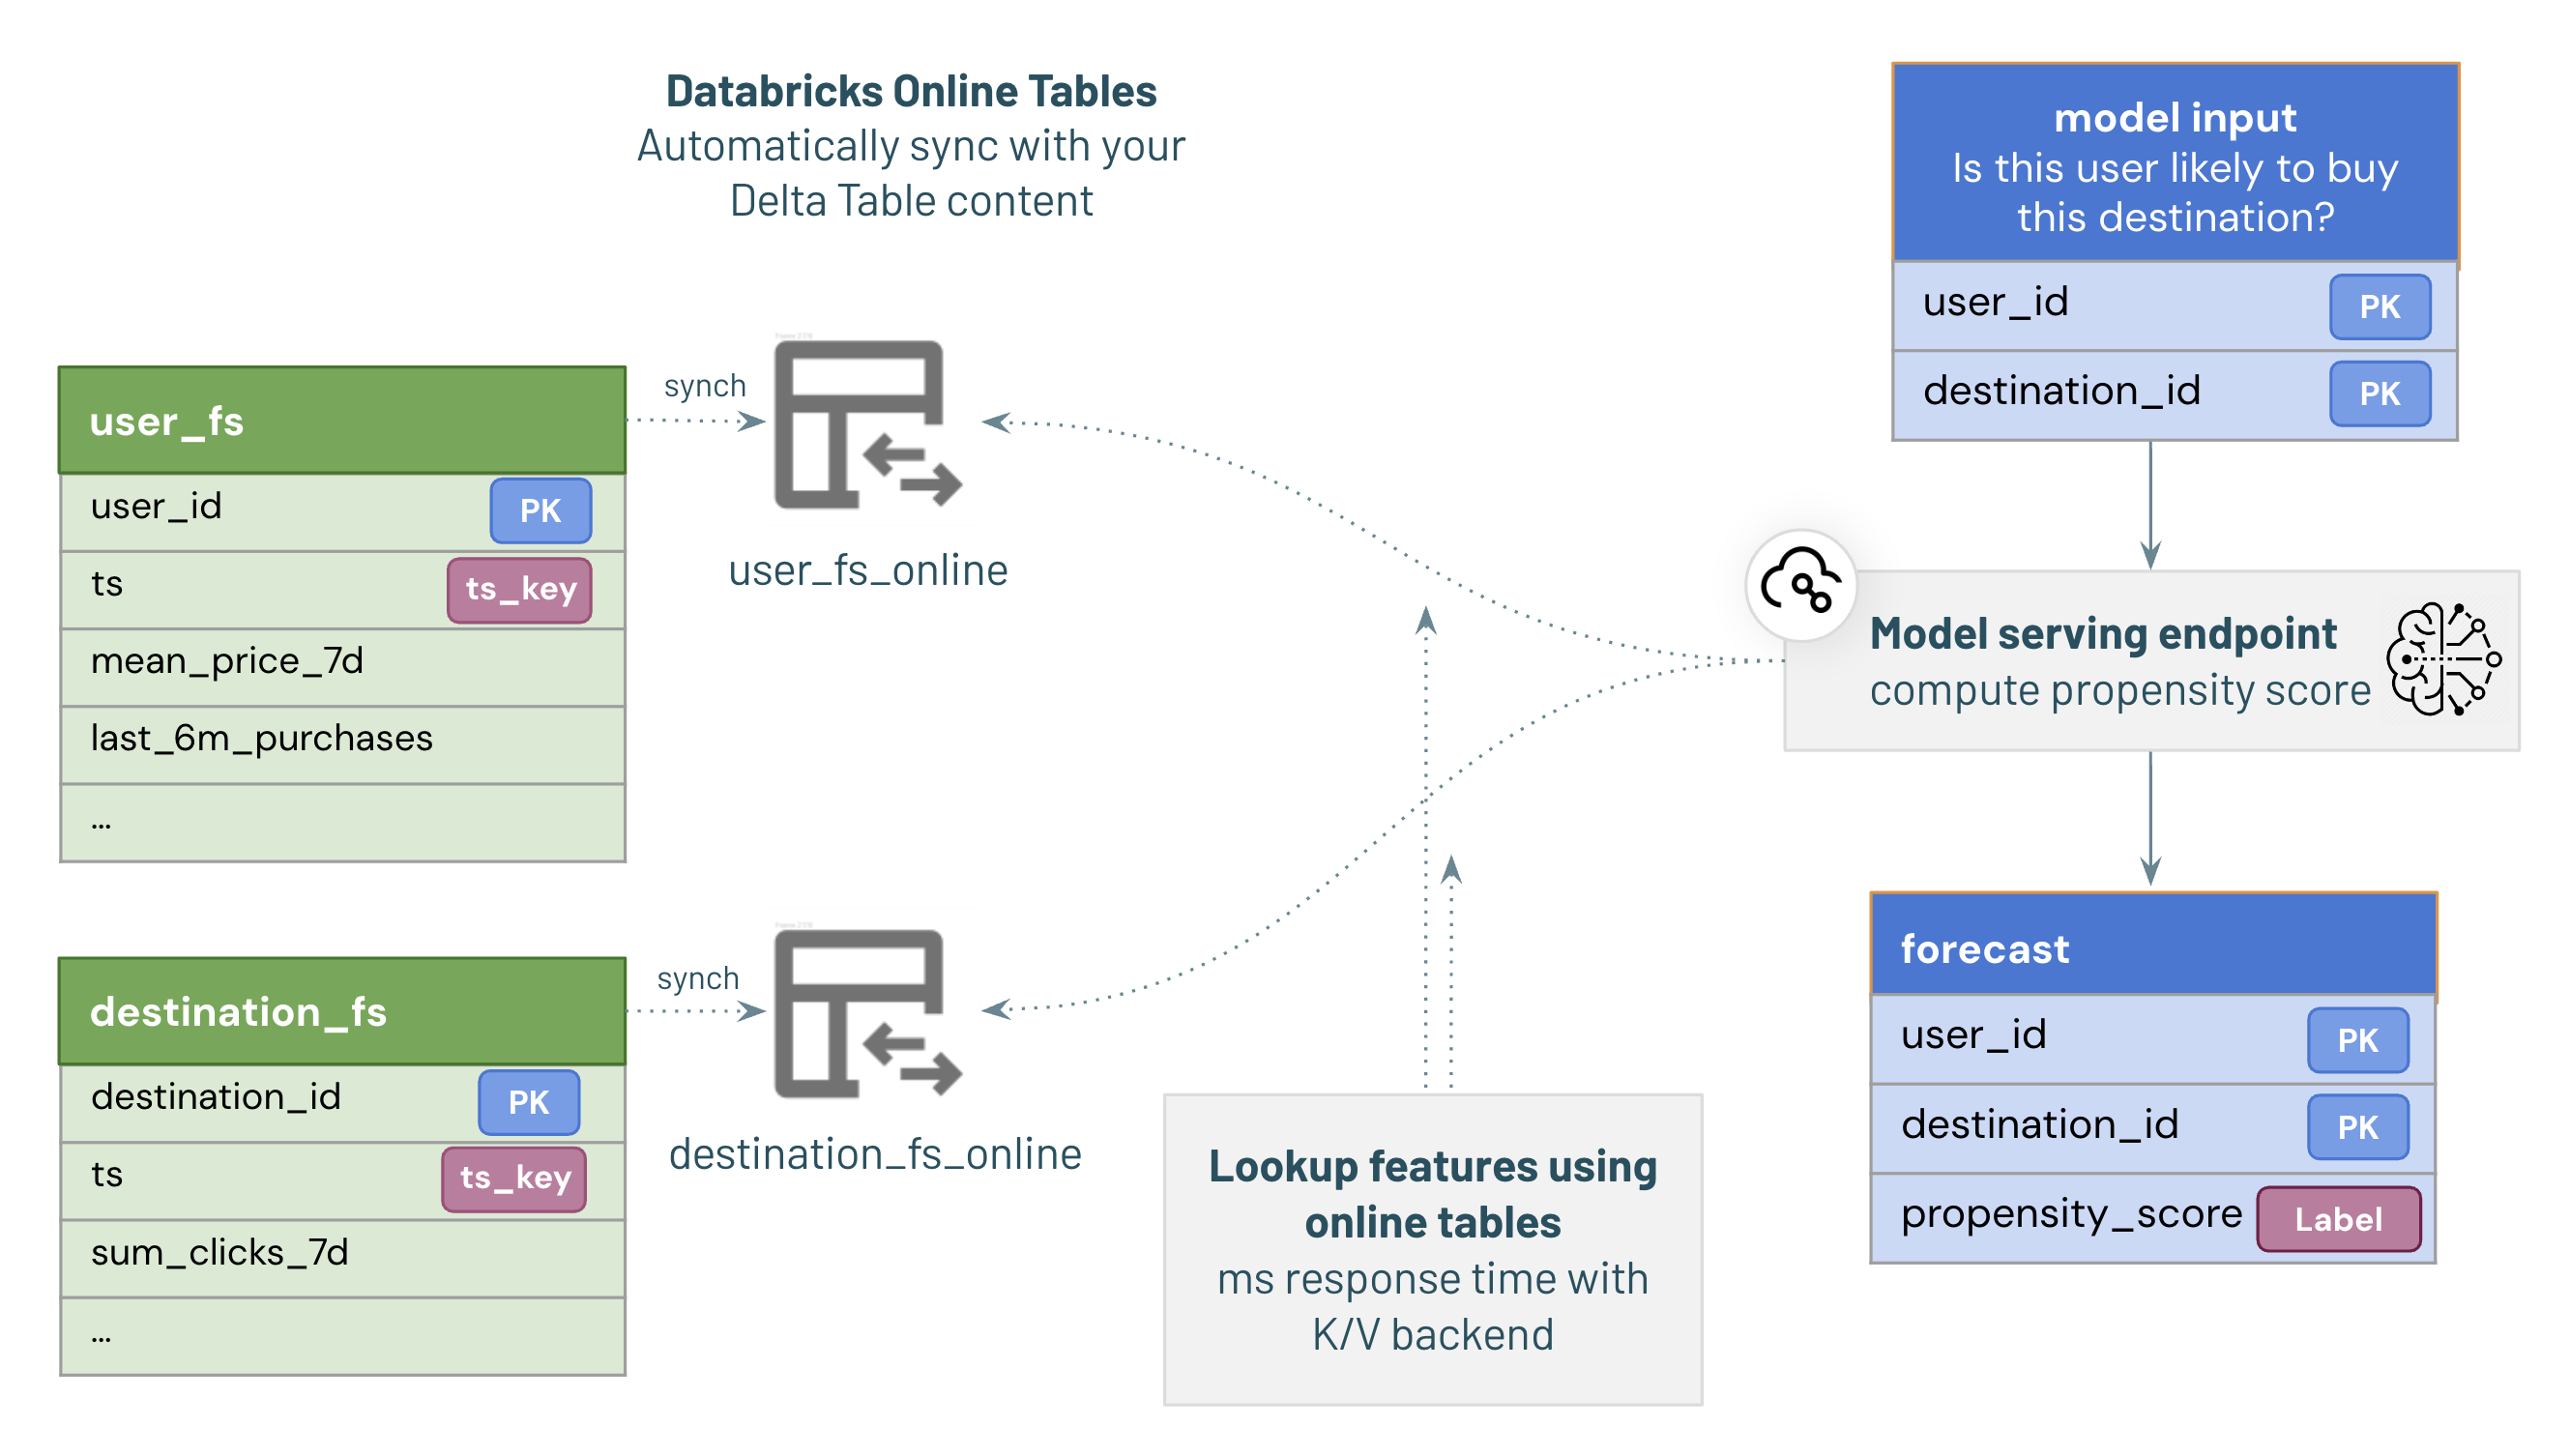 Databricks Online Tables
Automatically sync with your
Delta Table content
user_fs
user_id PK
ts ts_key
mean_price_7d
last_6m_purchases
...
synch
user_fs_online
destination_fs
destination_id PK
ts ts_key
sum_clicks_7d
...
synch
destination_fs_online
Lookup features using
online tables
ms response time with
K/V backend
model input
Is this user likely to buy
this destination?
user_id PK
destination_id PK
Model serving endpoint
compute propensity score
forecast
user_id PK
destination_id PK
propensity_score Label